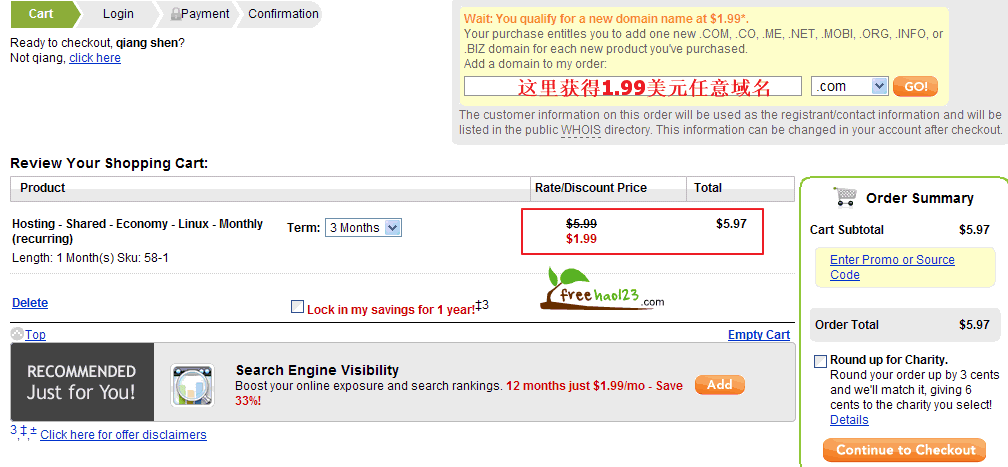 Cart
Login
Payment
Confirmation
Ready to checkout, qiang shen?
Not qiang, click here
Wait: You qualify for a new domain name at $1.99*.
Your purchase entitles you to add one new .COM, .CO, .ME, .NET, .MOBI, .ORG, .INFO, or
.BIZ domain for each new product you've purchased.
Add a domain to my order:
这里获得1.99美元任意域名
.com
GO!
The customer information on this order will be used as the registrant/contact information and will be
listed in the public WHOIS directory. This information can be changed in your account after checkout.
Review Your Shopping Cart:
Product
Rate/Discount Price
Total
Hosting - Shared - Economy - Linux - Monthly
(recurring)
Length: 1 Month(s) Sku: 58-1
Term:
3 Months
$5.99
$1.99
$5.97
freehao123.com
Delete
Lock in my savings for 1 year!‡3
Top
Empty Cart
RECOMMENDED
Just for You!
Search Engine Visibility
Boost your online exposure and search rankings. 12 months just $1.99/mo - Save
33%!
Add
3,‡,± Click here for offer disclaimers
Order Summary
Cart Subtotal
$5.97
Enter Promo or Source
Code
Order Total
$5.97
Round up for Charity.
Round your order up by 3 cents
and we'll match it, giving 6
cents to the charity you select!
Details
Continue to Checkout